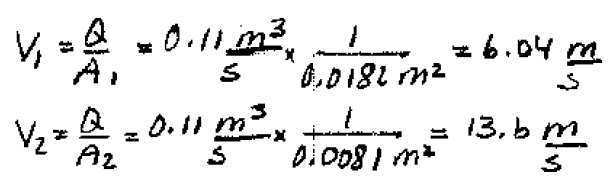 V₁ = Q/A₁ = 0.11 m³/s × 1/0.0182 m² = 6.04 m/s
V₂ = Q/A₂ = 0.11 m³/s × 1/0.0081 m² = 13.6 m/s